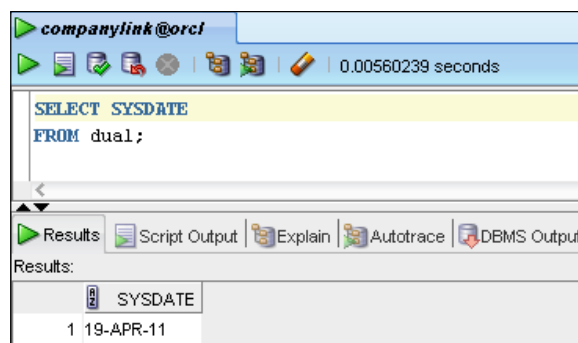 companylink@orcl
0.00560239 seconds
SELECT SYSDATE
FROM dual;
Results Script Output Explain Autotrace DBMS Output
Results:
SYSDATE
1 19-APR-11